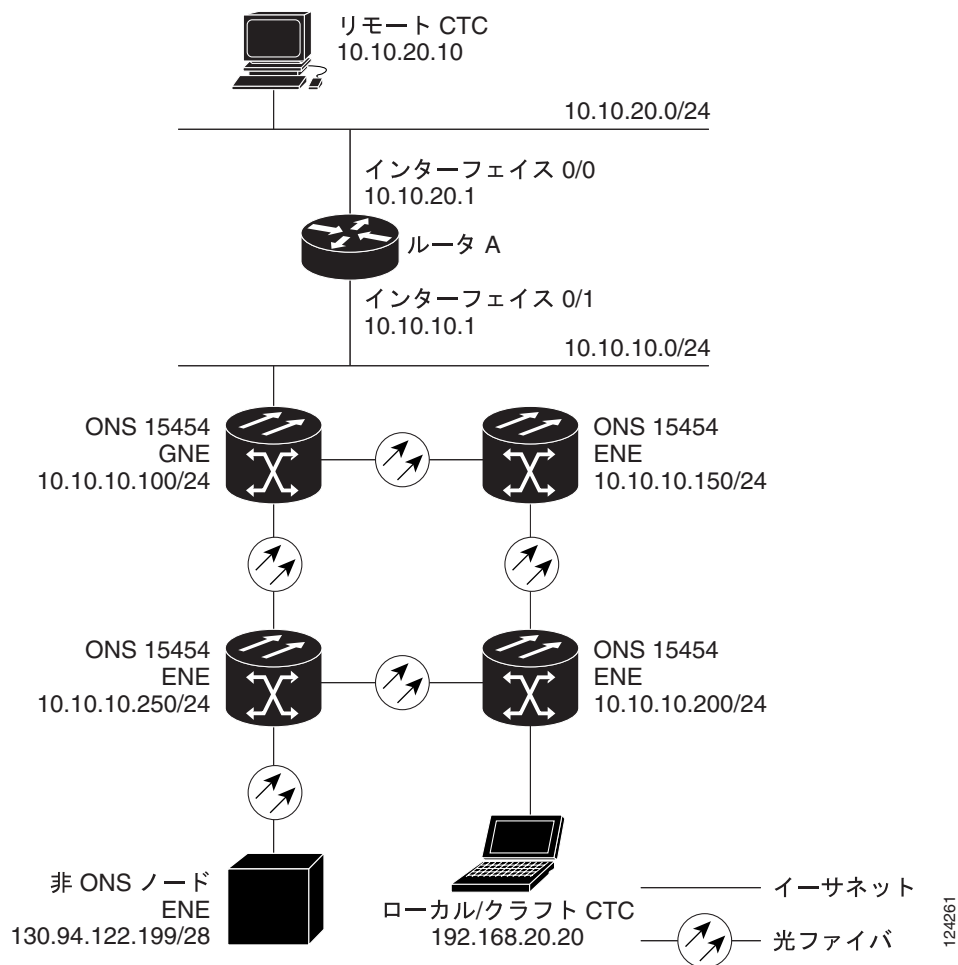 リモート CTC
10.10.20.10
10.10.20.0/24
インターフェイス 0/0
10.10.20.1
ルータ A
インターフェイス 0/1
10.10.10.1
10.10.10.0/24
ONS 15454
GNE
10.10.10.100/24
ONS 15454
ENE
10.10.10.150/24
ONS 15454
ENE
10.10.10.250/24
ONS 15454
ENE
10.10.10.200/24
非 ONS ノード
ENE
130.94.122.199/28
ローカル/クラフト CTC
192.168.20.20
イーサネット
光ファイバ
124261